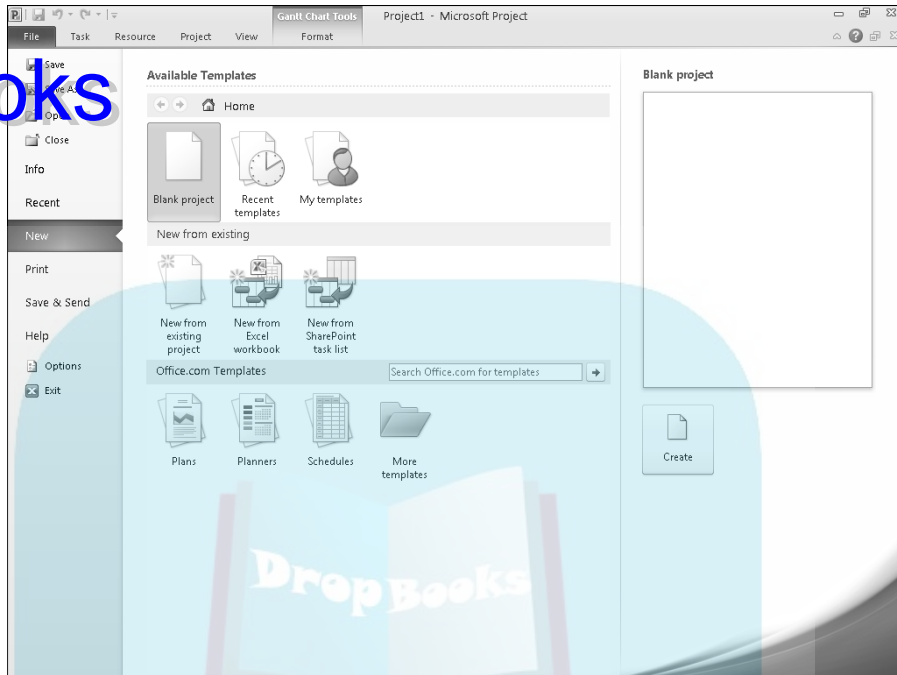 Gantt Chart Tools
Project1 - Microsoft Project
File Task Resource Project View Format
Save
oks
Close
Info
Recent
New
Print
Save & Send
Help
Options
Exit
Available Templates
Home
Blank project
Recent templates
My templates
New from existing
New from existing project
New from Excel workbook
New from SharePoint task list
Office.com Templates
Search Office.com for templates
Plans
Planners
Schedules
More templates
Blank project
Create
DropBooks